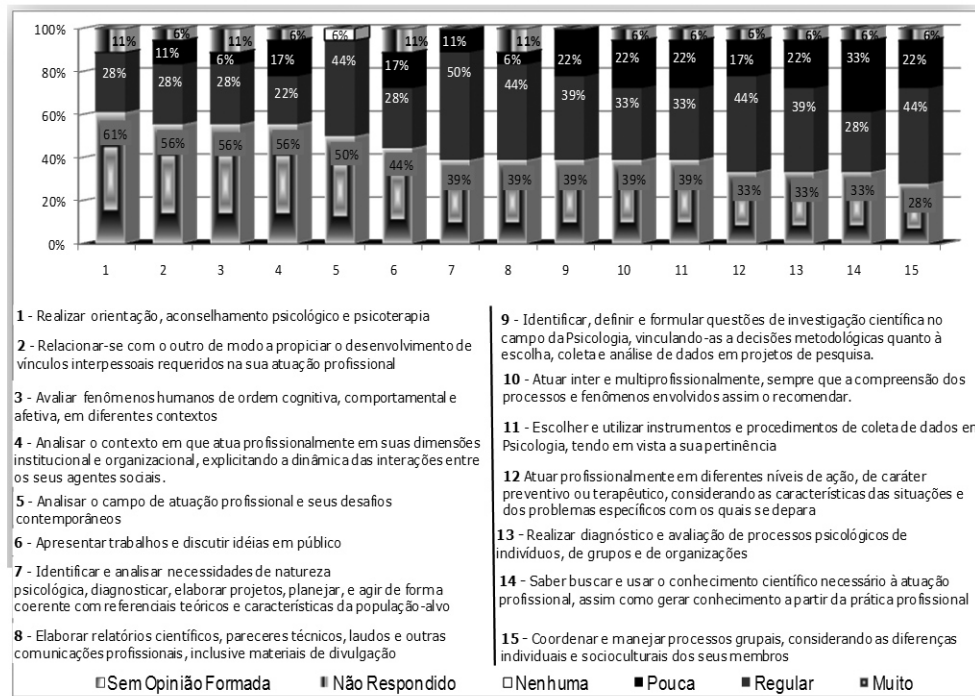 100%
80%
60%
40%
20%
0%
11% 6% 11% 6% 6% 11% 11% 11% 22% 6% 6% 6% 6% 6% 6%
28% 11% 6% 17% 44% 17% 50% 6% 39% 22% 22% 17% 22% 33% 22%
61% 28% 28% 22% 50% 28% 39% 44% 39% 33% 33% 44% 39% 28% 44%
56% 56% 56% 44% 39% 39% 39% 33% 33% 33% 28%
1 2 3 4 5 6 7 8 9 10 11 12 13 14 15
1 - Realizar orientação, aconselhamento psicológico e psicoterapia
2 - Relacionar-se com o outro de modo a propiciar o desenvolvimento de
vínculos interpessoais requeridos na sua atuação profissional
3 - Avaliar fenômenos humanos de ordem cognitiva, comportamental e
afetiva, em diferentes contextos
4 - Analisar o contexto em que atua profissionalmente em suas dimensões
institucional e organizacional, explicitando a dinâmica das interações entre
os seus agentes sociais.
5 - Analisar o campo de atuação profissional e seus desafios
contemporâneos
6 - Apresentar trabalhos e discutir idéias em público
7 - Identificar e analisar necessidades de natureza
psicológica, diagnosticar, elaborar projetos, planejar, e agir de forma
coerente com referenciais teóricos e características da população-alvo
8 - Elaborar relatórios científicos, pareceres técnicos, laudos e outras
comunicações profissionais, inclusive materiais de divulgação
9 - Identificar, definir e formular questões de investigação científica no
campo da Psicologia, vinculando-as a decisões metodológicas quanto à
escolha, coleta e análise de dados em projetos de pesquisa.
10 - Atuar inter e multiprofissionalmente, sempre que a compreensão dos
processos e fenômenos envolvidos assim o recomendar.
11 - Escolher e utilizar instrumentos e procedimentos de coleta de dados em
Psicologia, tendo em vista a sua pertinência
12 Atuar profissionalmente em diferentes níveis de ação, de caráter
preventivo ou terapêutico, considerando as características das situações e
dos problemas específicos com os quais se depara
13 - Realizar diagnóstico e avaliação de processos psicológicos de
indivíduos, de grupos e de organizações
14 - Saber buscar e usar o conhecimento científico necessário à atuação
profissional, assim como gerar conhecimento a partir da prática profissional
15 - Coordenar e manejar processos grupais, considerando as diferenças
individuais e socioculturais dos seus membros
Sem Opinião Formada Não Respondido Nenhuma Pouca Regular Muito